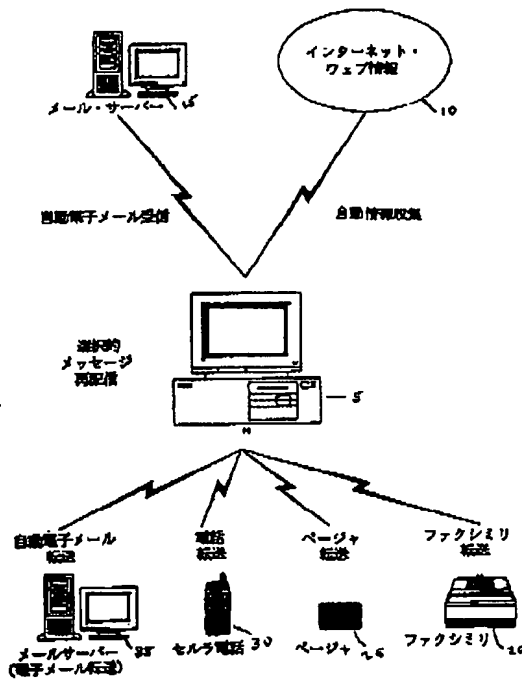 インターネット・
ウェブ情報
10
メール・サーバー
15
自動電子メール受信
自動情報収集
選択的
メッセージ
再配信
5
自動電子メール
転送
電話
転送
ページャ
転送
ファクシミリ
転送
メールサーバー
(電子メール転送)
35
セルラ電話
30
ページャ
25
ファクシミリ
20